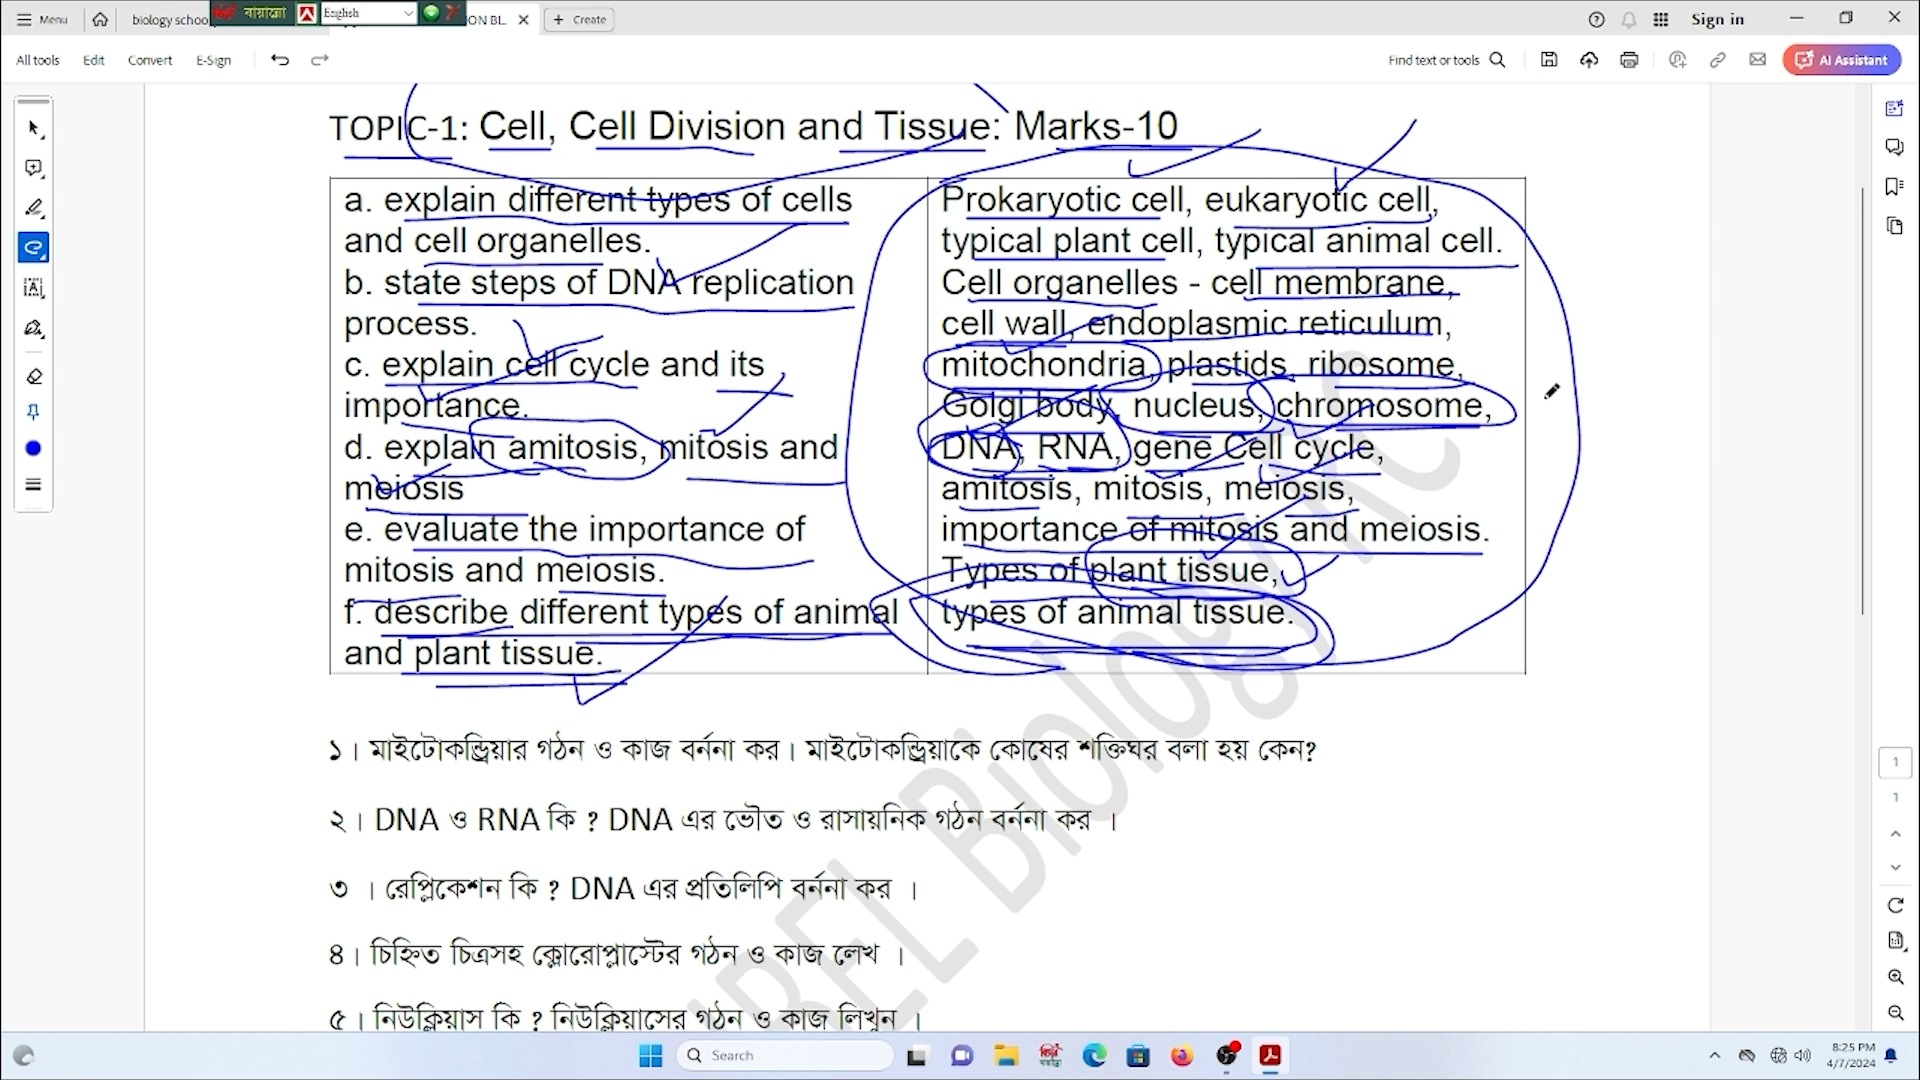 Menu
biology schoo
বায়ান্নো
English
ON BL..
Create
Sign in
All tools
Edit
Convert
E-Sign
Find text or tools
AI Assistant
TOPIC-1: Cell, Cell Division and Tissue: Marks-10
a. explain different types of cells
and cell organelles.
b. state steps of DNA replication
process.
c. explain cell cycle and its
importance.
d. explain amitosis, mitosis and
meiosis
e. evaluate the importance of
mitosis and meiosis.
f. describe different types of animal
and plant tissue.
Prokaryotic cell, eukaryotic cell,
typical plant cell, typical animal cell.
Cell organelles - cell membrane,
cell wall, endoplasmic reticulum,
mitochondria, plastids, ribosome,
Golgi body, nucleus, chromosome,
DNA, RNA, gene Cell cycle,
amitosis, mitosis, meiosis,
importance of mitosis and meiosis.
Types of plant tissue,
types of animal tissue.
১। মাইটোকন্ড্রিয়ার গঠন ও কাজ বর্ননা কর। মাইটোকন্ড্রিয়াকে কোষের শক্তিঘর বলা হয় কেন?
২। DNA ও RNA কি ? DNA এর ভৌত ও রাসায়নিক গঠন বর্ননা কর ।
৩ । রেপ্লিকেশন কি ? DNA এর প্রতিলিপি বর্ননা কর ।
৪। চিহ্নিত চিত্রসহ ক্লোরোপ্লাস্টের গঠন ও কাজ লেখ ।
৫। নিউক্লিয়াস কি ? নিউক্লিয়াসের গঠন ও কাজ লিখুন ।
BEL Biology
1
1
Search
8:25 PM
4/7/2024